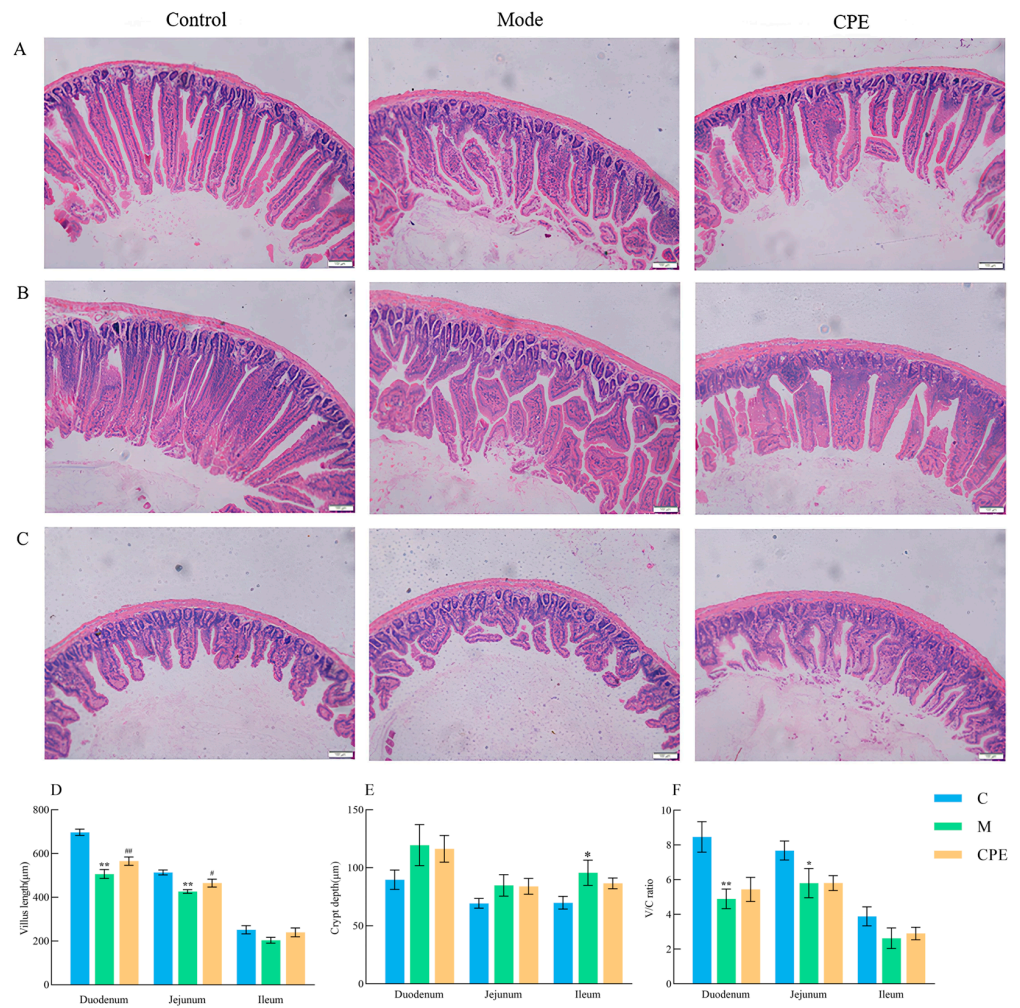 Control Mode CPE
A
B
C
D E F
C
M
CPE
Villus length(μm)
800
600
400
200
0
** ## ** #
Duodenum Jejunum Ileum
Crypt depth(μm)
150
100
50
0
*
Duodenum Jejunum Ileum
V/C ratio
10
8
6
4
2
0
** *
Duodenum Jejunum Ileum